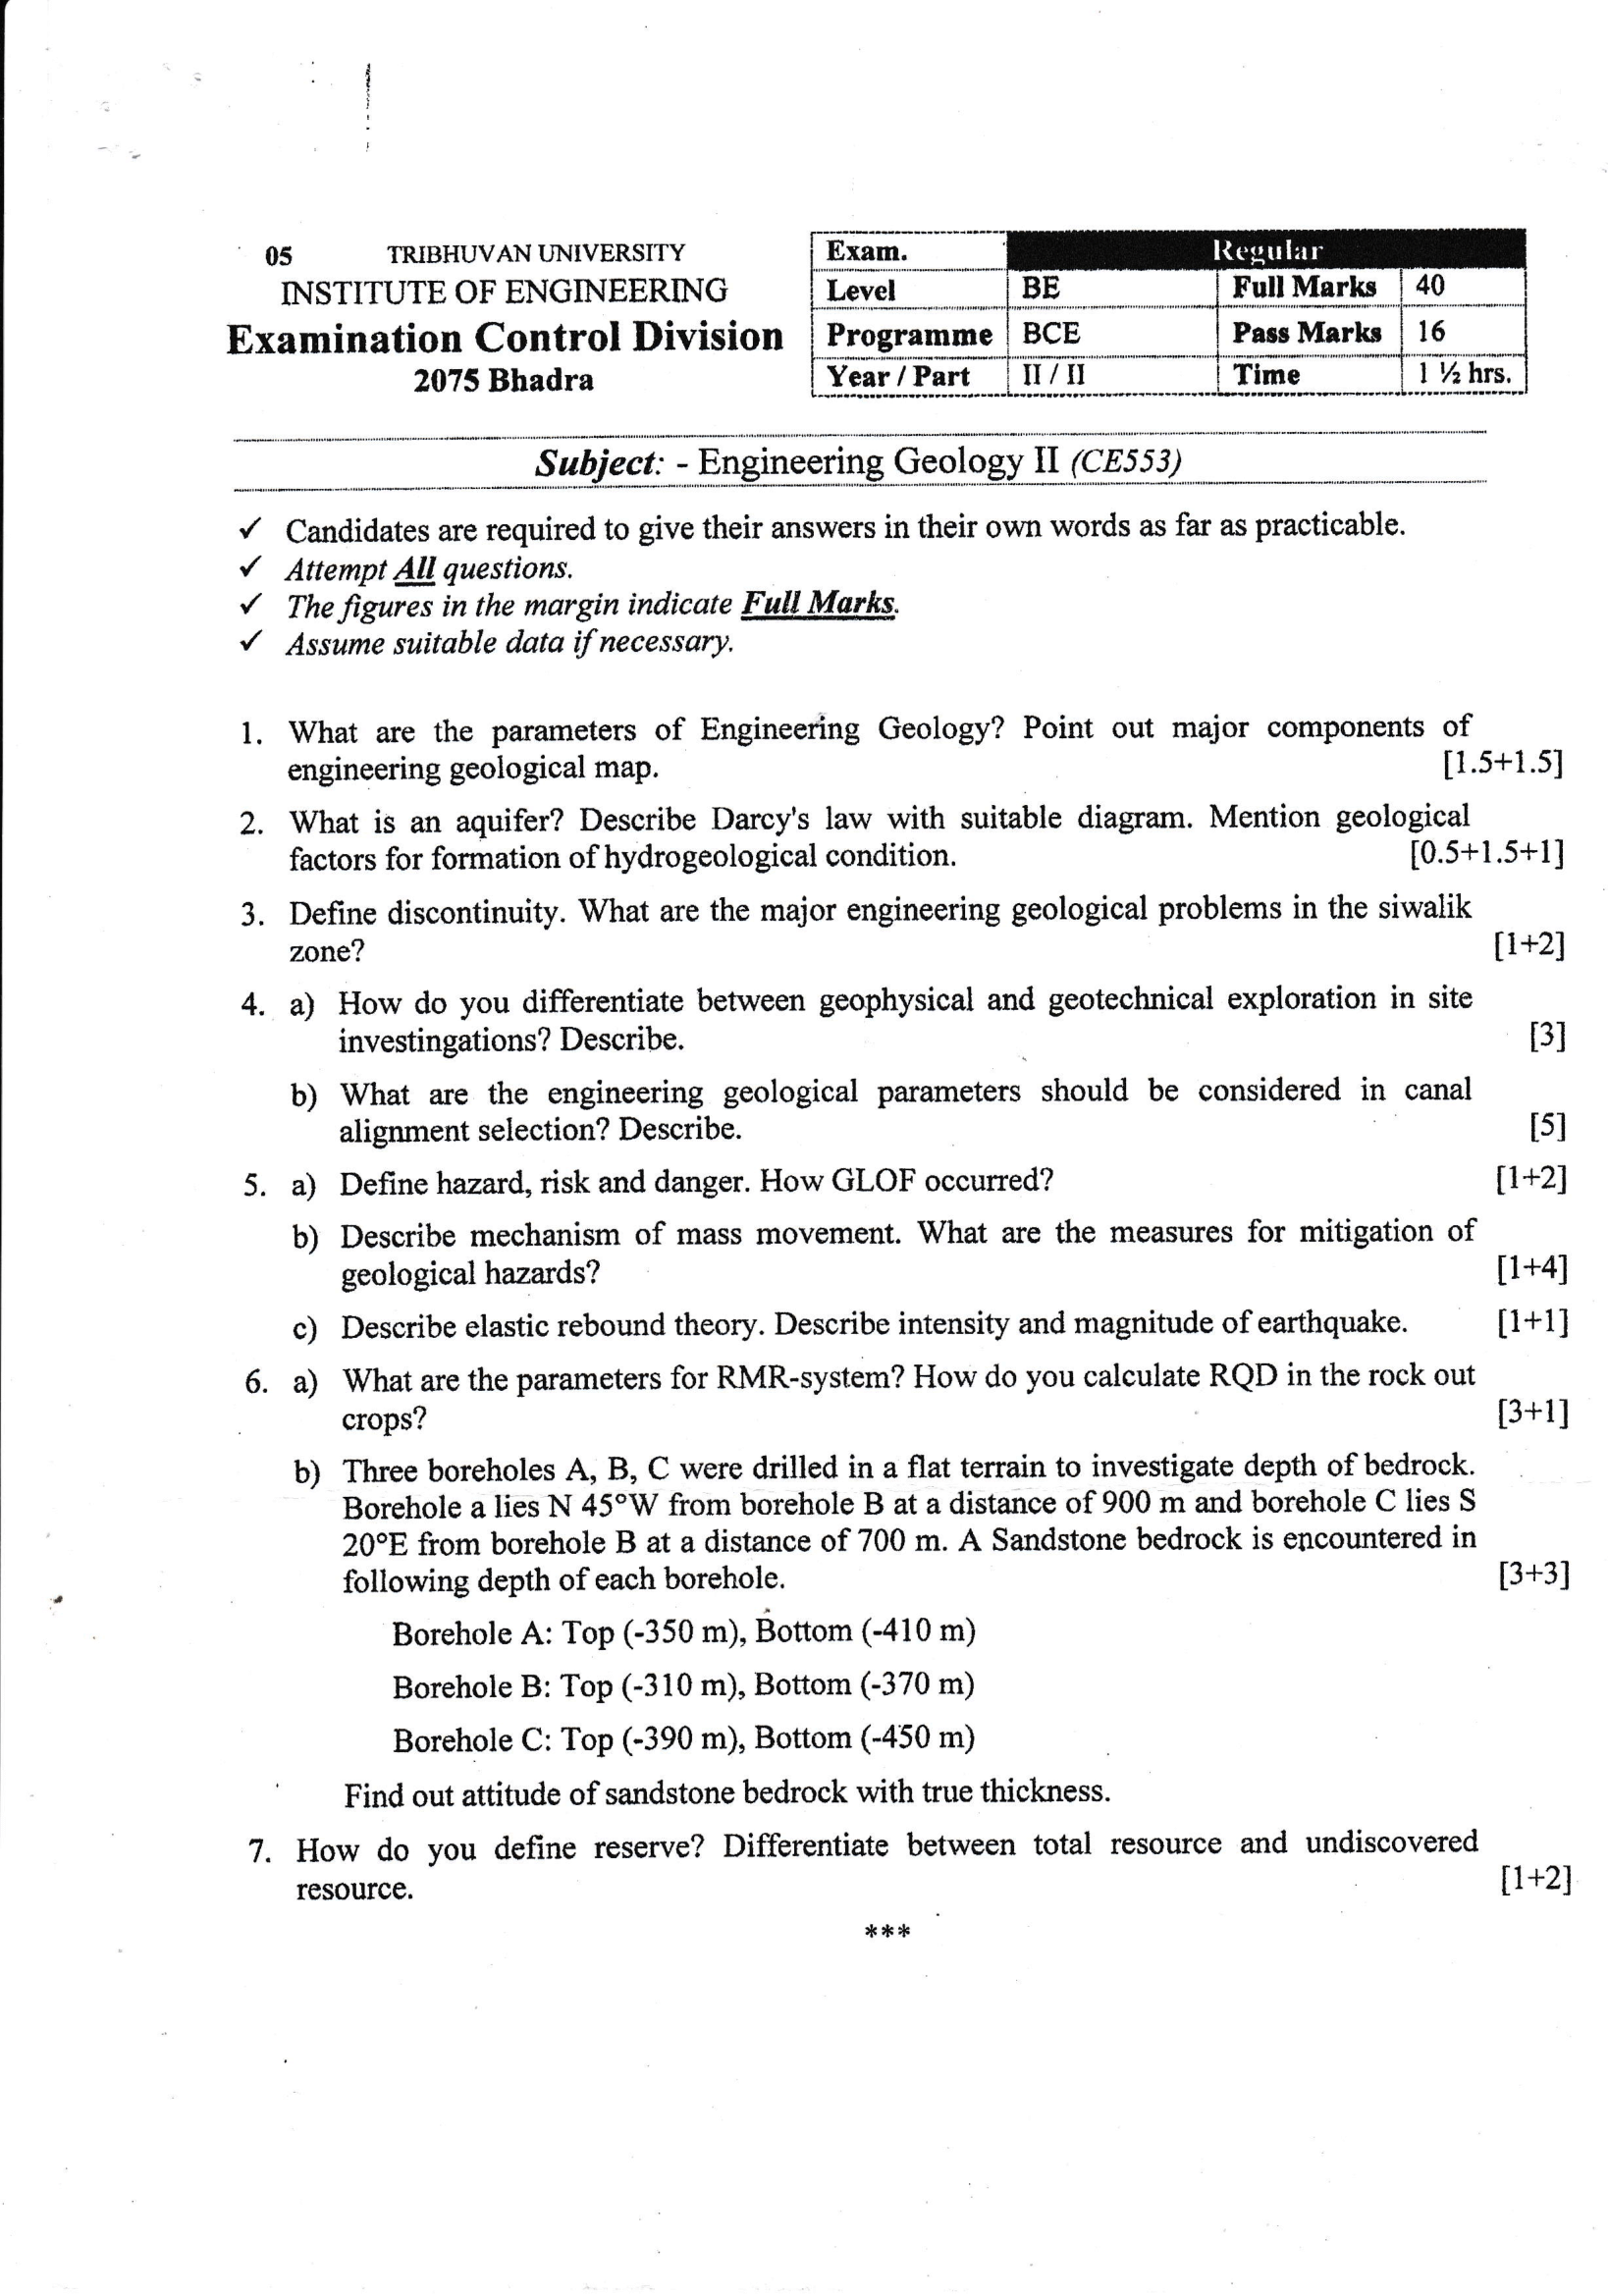 05 TRIBHUVAN UNIVERSITY
INSTITUTE OF ENGINEERING
Examination Control Division
2075 Bhadra
Exam. Regular
Level BE Full Marks 40
Programme BCE Pass Marks 16
Year / Part II / II Time 1 ½ hrs.
Subject: - Engineering Geology II (CE553)
✓ Candidates are required to give their answers in their own words as far as practicable.
✓ Attempt All questions.
✓ The figures in the margin indicate Full Marks.
✓ Assume suitable data if necessary.
1. What are the parameters of Engineering Geology? Point out major components of
engineering geological map. [1.5+1.5]
2. What is an aquifer? Describe Darcy's law with suitable diagram. Mention geological
factors for formation of hydrogeological condition. [0.5+1.5+1]
3. Define discontinuity. What are the major engineering geological problems in the siwalik
zone? [1+2]
4. a) How do you differentiate between geophysical and geotechnical exploration in site
investingations? Describe. [3]
b) What are the engineering geological parameters should be considered in canal
alignment selection? Describe. [5]
5. a) Define hazard, risk and danger. How GLOF occurred? [1+2]
b) Describe mechanism of mass movement. What are the measures for mitigation of
geological hazards? [1+4]
c) Describe elastic rebound theory. Describe intensity and magnitude of earthquake. [1+1]
6. a) What are the parameters for RMR-system? How do you calculate RQD in the rock out
crops? [3+1]
b) Three boreholes A, B, C were drilled in a flat terrain to investigate depth of bedrock.
Borehole a lies N 45°W from borehole B at a distance of 900 m and borehole C lies S
20°E from borehole B at a distance of 700 m. A Sandstone bedrock is encountered in
following depth of each borehole. [3+3]
Borehole A: Top (-350 m), Bottom (-410 m)
Borehole B: Top (-310 m), Bottom (-370 m)
Borehole C: Top (-390 m), Bottom (-450 m)
Find out attitude of sandstone bedrock with true thickness.
7. How do you define reserve? Differentiate between total resource and undiscovered
resource. [1+2]
***